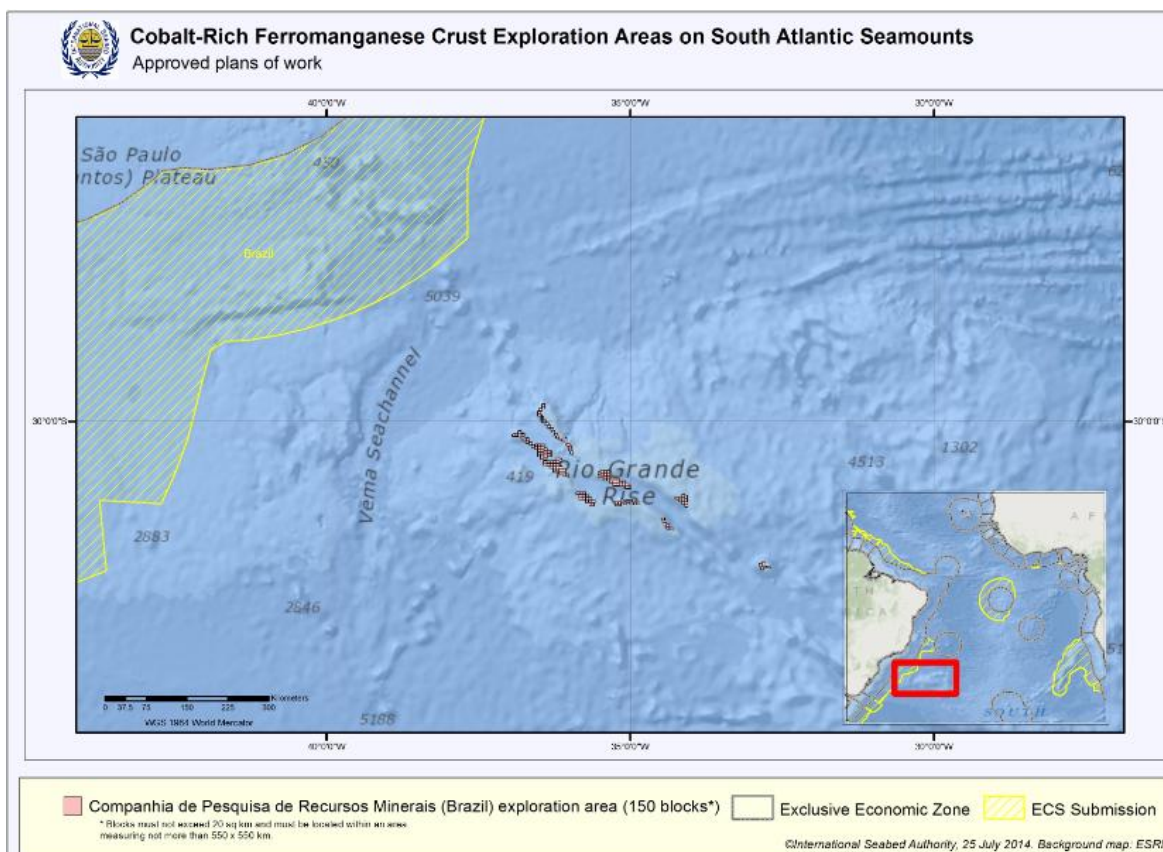 Cobalt-Rich Ferromanganese Crust Exploration Areas on South Atlantic Seamounts
Approved plans of work
40°0'0"W
35°0'0"W
30°0'0"W
São Paulo
antos) Plateau
450
62
Brazil
5039
Vema Seachannel
30°0'0"S
30°0'0"S
419
Rio Grande
Rise
4513
1302
2883
2846
5188
51
0 37.5 75 150 225 300
Kilometers
WGS 1984 World Mercator
SOUTH
40°0'0"W
35°0'0"W
30°0'0"W
Companhia de Pesquisa de Recursos Minerais (Brazil) exploration area (150 blocks*)
* Blocks must not exceed 20 sq km and must be located within an area
measuring not more than 550 x 550 km.
Exclusive Economic Zone
ECS Submission
©International Seabed Authority, 25 July 2014. Background map: ESRI